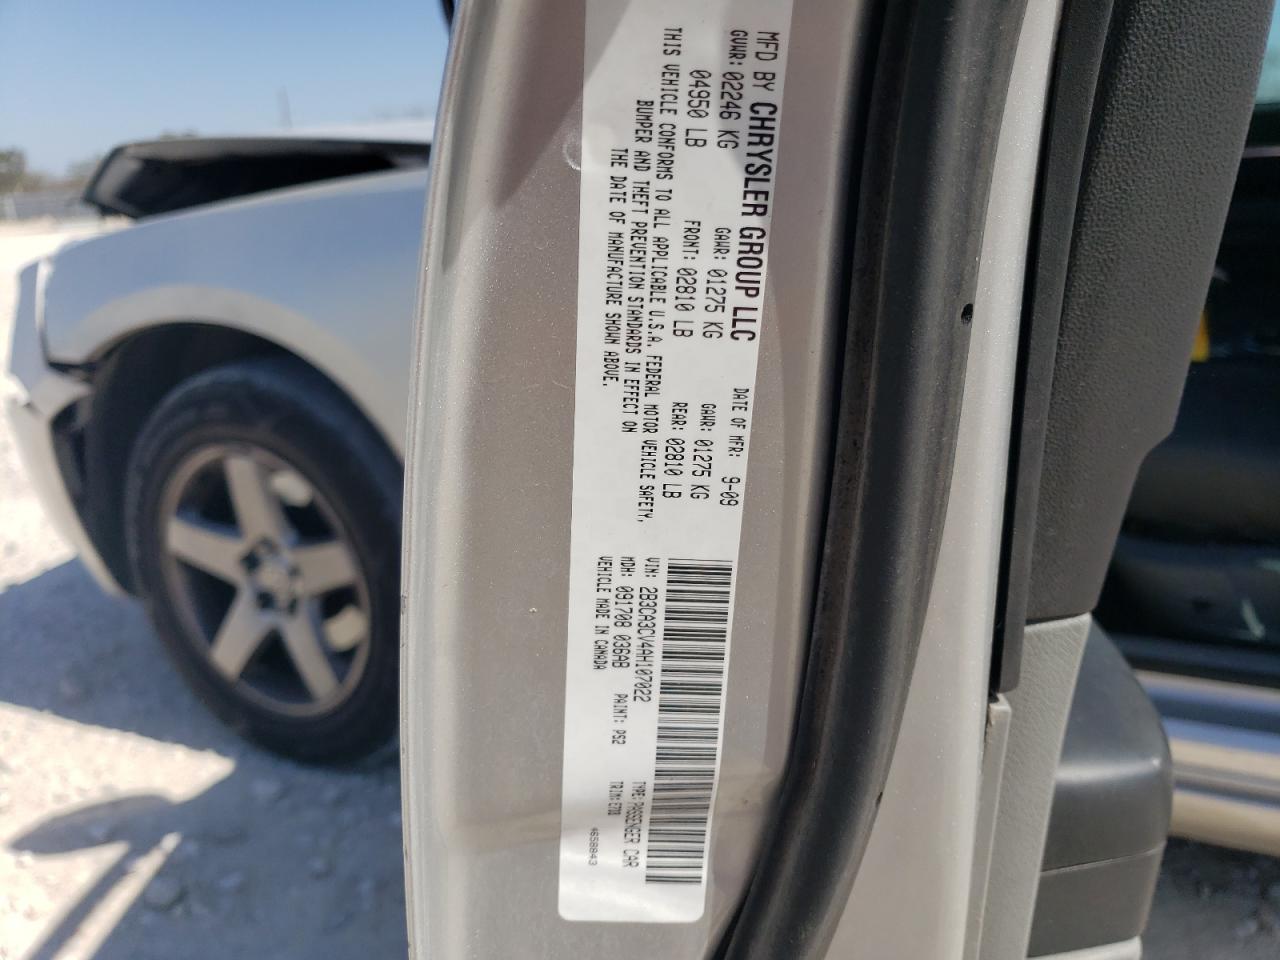 MFD BY CHRYSLER GROUP LLC DATE OF MFR: 9-09
GVWR: 02246 KG GAWR: 01275 KG GAWR: 01275 KG
04950 LB FRONT: 02810 LB REAR: 02810 LB
THIS VEHICLE CONFORMS TO ALL APPLICABLE U.S.A. FEDERAL MOTOR VEHICLE SAFETY,
BUMPER AND THEFT PREVENTION STANDARDS IN EFFECT ON
THE DATE OF MANUFACTURE SHOWN ABOVE.
VIN: 2B3CA3CV4AH107022 TYPE: PASSENGER CAR
MDH: 091708 036AB PAINT: PS2 TRIM: E7DB
VEHICLE MADE IN CANADA 4658843